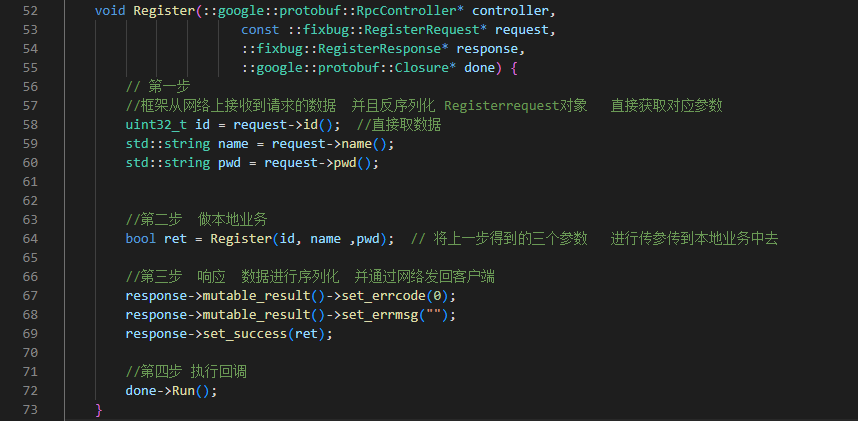 52 void Register(::google::protobuf::RpcController* controller,
53 const ::fixbug::RegisterRequest* request,
54 ::fixbug::RegisterResponse* response,
55 ::google::protobuf::Closure* done) {
56 // 第一步
57 //框架从网络上接收到请求的数据  并且反序列化 Registerrequest对象   直接获取对应参数
58 uint32_t id = request->id();  //直接取数据
59 std::string name = request->name();
60 std::string pwd = request->pwd();
61
62
63 //第二步  做本地业务
64 bool ret = Register(id, name ,pwd);  // 将上一步得到的三个参数   进行传参传到本地业务中去
65
66 //第三步  响应  数据进行序列化  并通过网络发回客户端
67 response->mutable_result()->set_errcode(0);
68 response->mutable_result()->set_errmsg("");
69 response->set_success(ret);
70
71 //第四步 执行回调
72 done->Run();
73 }